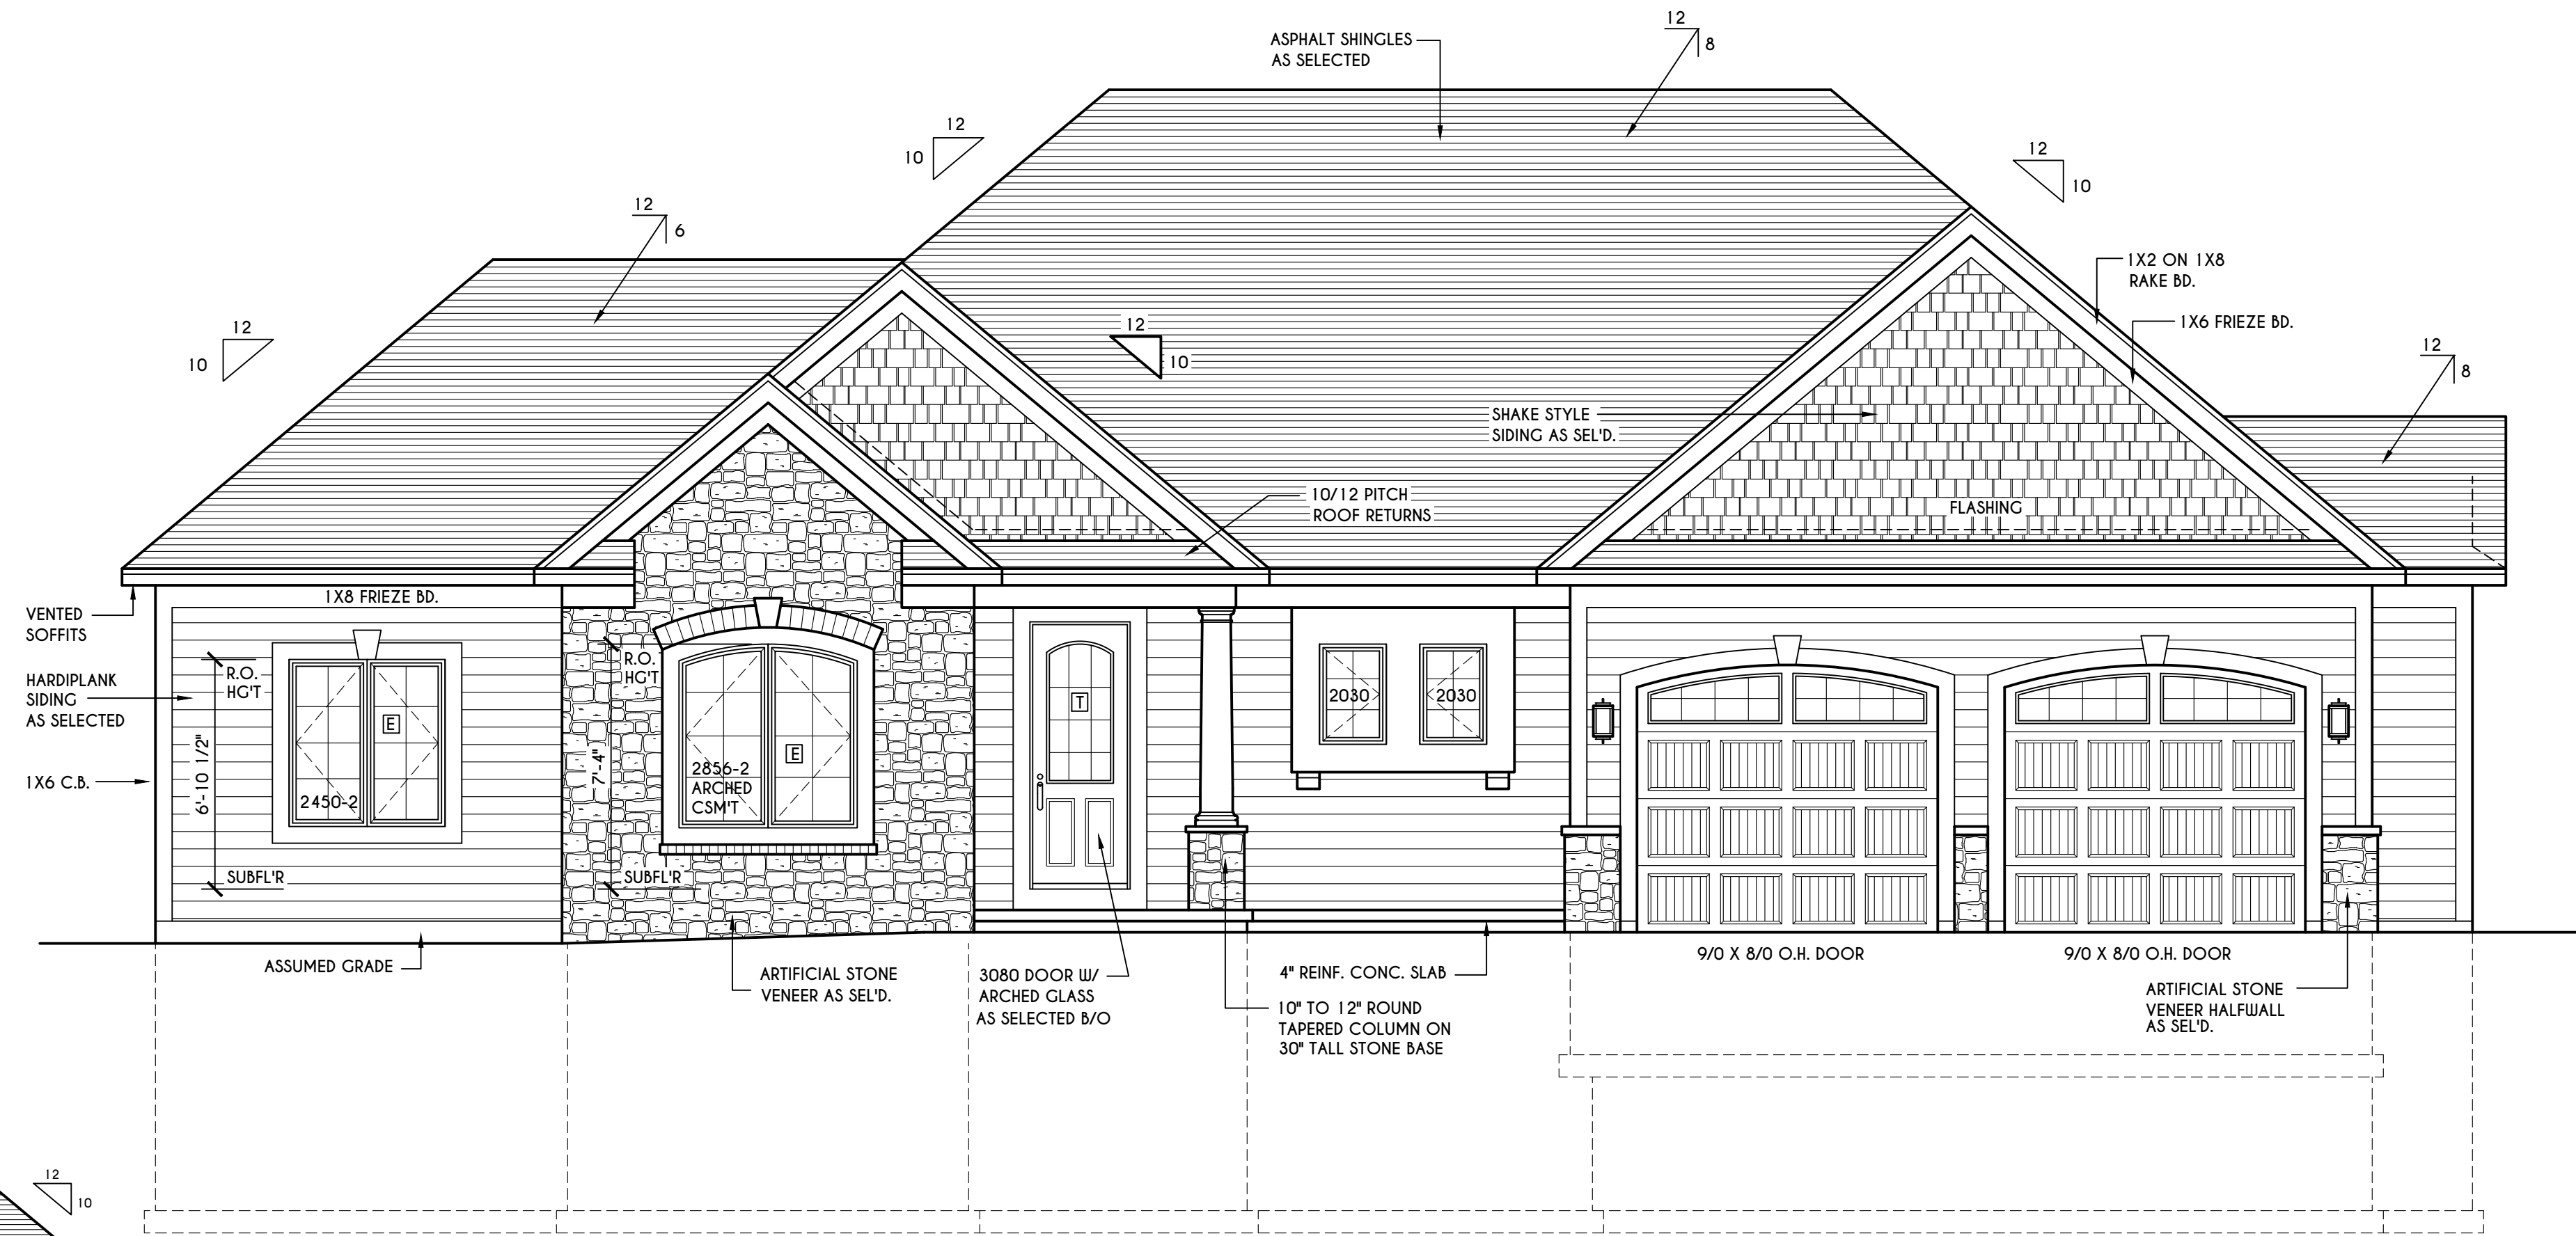 12
8
ASPHALT SHINGLES
AS SELECTED
12
10
12
10
12
6
1X2 ON 1X8
RAKE BD.
12
10
12
10
1X6 FRIEZE BD.
12
8
SHAKE STYLE
SIDING AS SEL'D.
10/12 PITCH
ROOF RETURNS
FLASHING
1X8 FRIEZE BD.
VENTED
SOFFITS
R.O.
HG'T
R.O.
HG'T
HARDIPLANK
SIDING
AS SELECTED
E
T
2030
2030
6'-10 1/2"
7'-4"
E
1X6 C.B.
2450-2
2856-2
ARCHED
CSM'T
SUBFL'R
SUBFL'R
ASSUMED GRADE
ARTIFICIAL STONE
VENEER AS SEL'D.
3080 DOOR W/
ARCHED GLASS
AS SELECTED B/O
4" REINF. CONC. SLAB
10" TO 12" ROUND
TAPERED COLUMN ON
30" TALL STONE BASE
9/0 X 8/0 O.H. DOOR
9/0 X 8/0 O.H. DOOR
ARTIFICIAL STONE
VENEER HALFWALL
AS SEL'D.
12
10